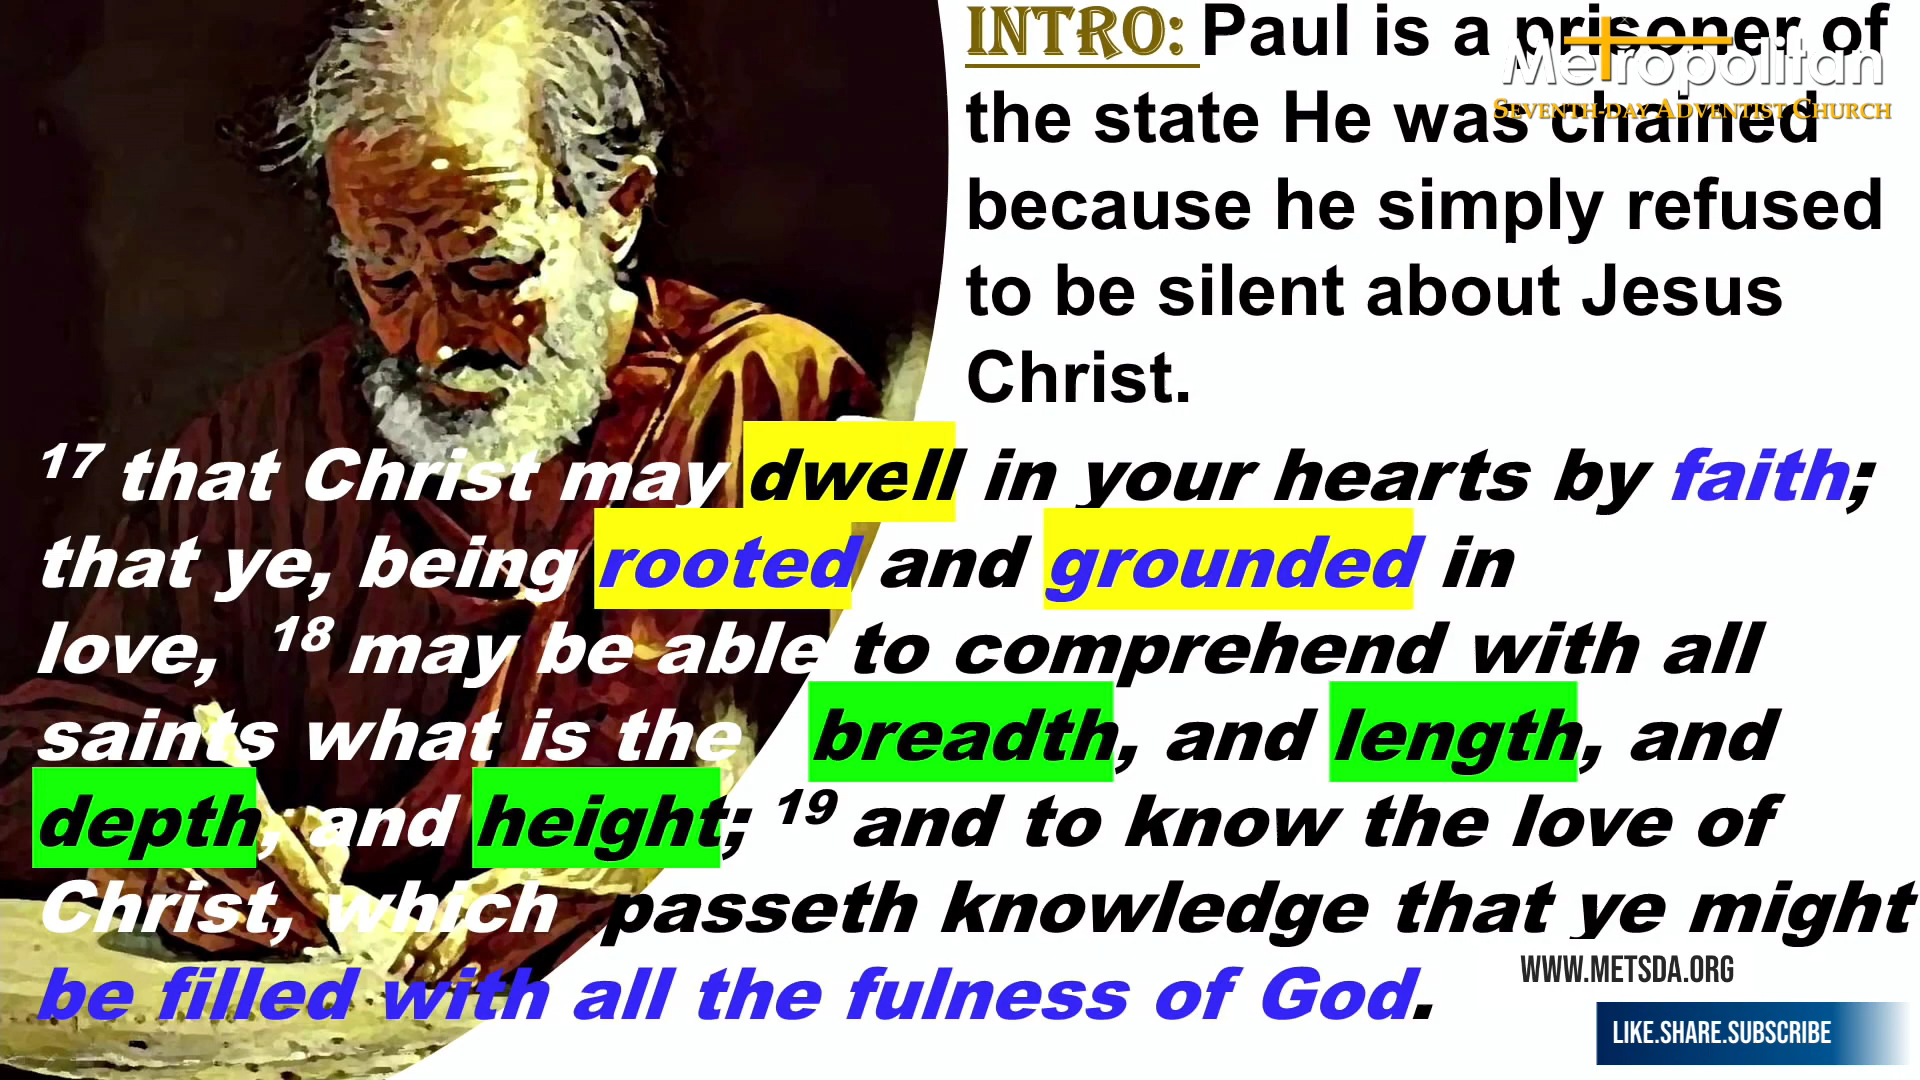 INTRO: Paul is a prisoner of
the state He was chained
because he simply refused
to be silent about Jesus
Christ.
Metropolitan
SEVENTH-DAY ADVENTIST CHURCH
17 that Christ may dwell in your hearts by faith;
that ye, being rooted and grounded in
love, 18 may be able to comprehend with all
saints what is the breadth, and length, and
depth, and height; 19 and to know the love of
Christ, which passeth knowledge that ye might
be filled with all the fulness of God.
WWW.METSDA.ORG
LIKE.SHARE.SUBSCRIBE